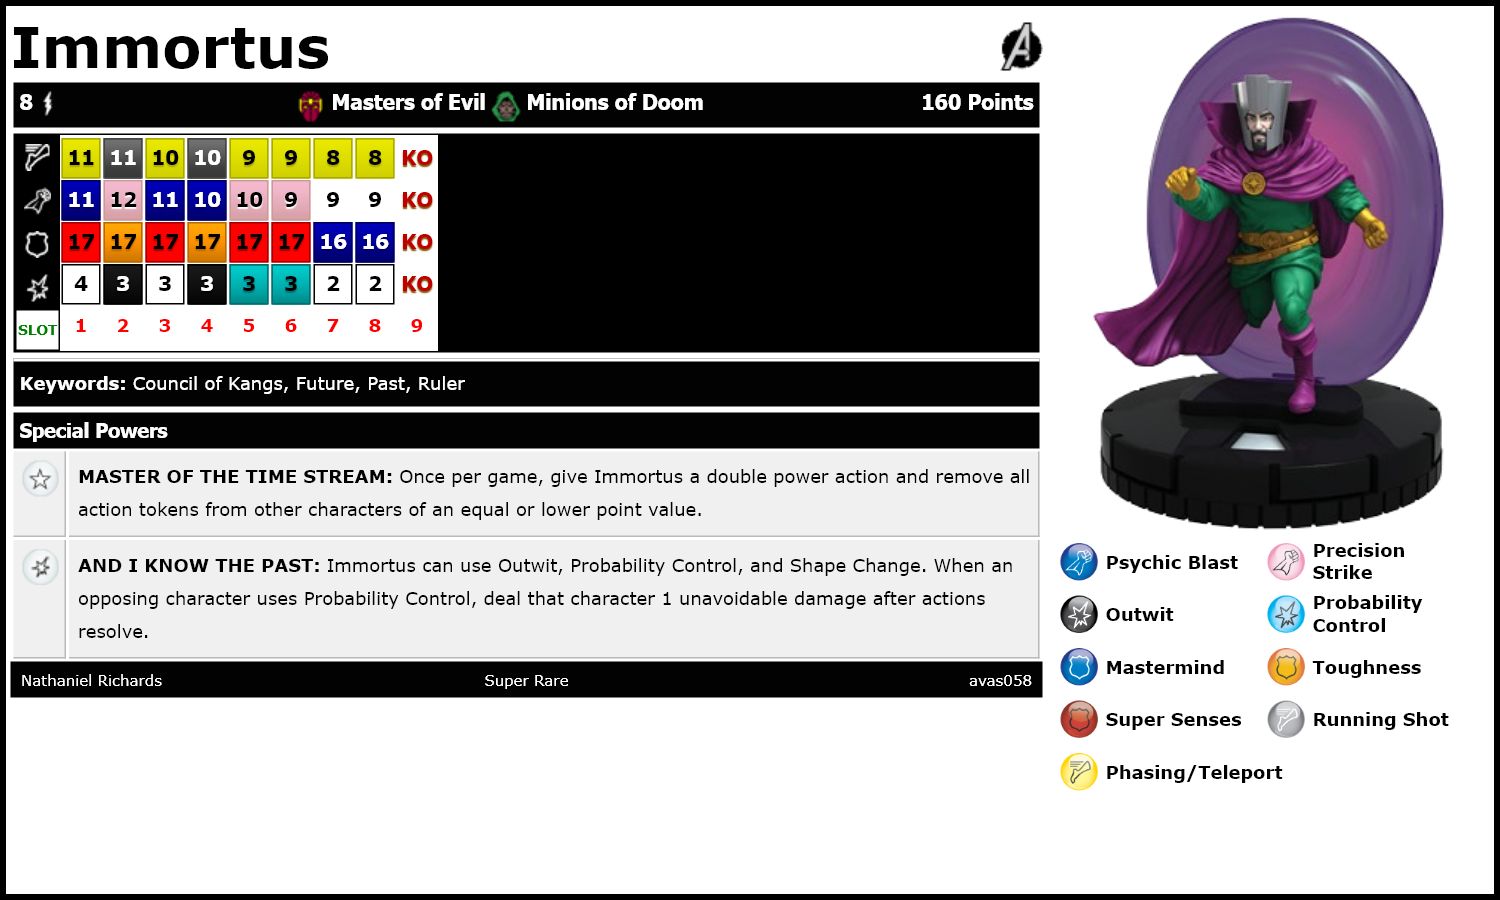 Immortus
8 Masters of Evil Minions of Doom 160 Points
11 11 10 10 9 9 8 8 KO
11 12 11 10 10 9 9 9 KO
17 17 17 17 17 17 16 16 KO
4 3 3 3 3 3 2 2 KO
SLOT 1 2 3 4 5 6 7 8 9
Keywords: Council of Kangs, Future, Past, Ruler
Special Powers
MASTER OF THE TIME STREAM: Once per game, give Immortus a double power action and remove all
action tokens from other characters of an equal or lower point value.
AND I KNOW THE PAST: Immortus can use Outwit, Probability Control, and Shape Change. When an
opposing character uses Probability Control, deal that character 1 unavoidable damage after actions
resolve.
Nathaniel Richards Super Rare avas058
Psychic Blast
Precision
Strike
Outwit
Probability
Control
Mastermind
Toughness
Super Senses
Running Shot
Phasing/Teleport